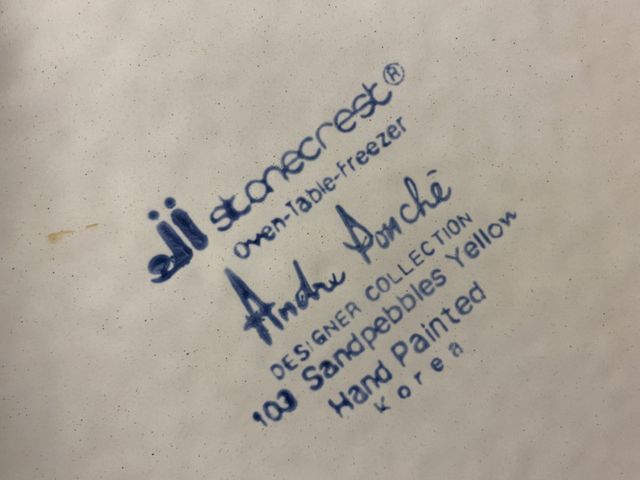 stonecrest®
Oven-Table-Freezer
Andre Ponché
DESIGNER COLLECTION
103 Sandpebbles Yellow
Hand Painted
Korea